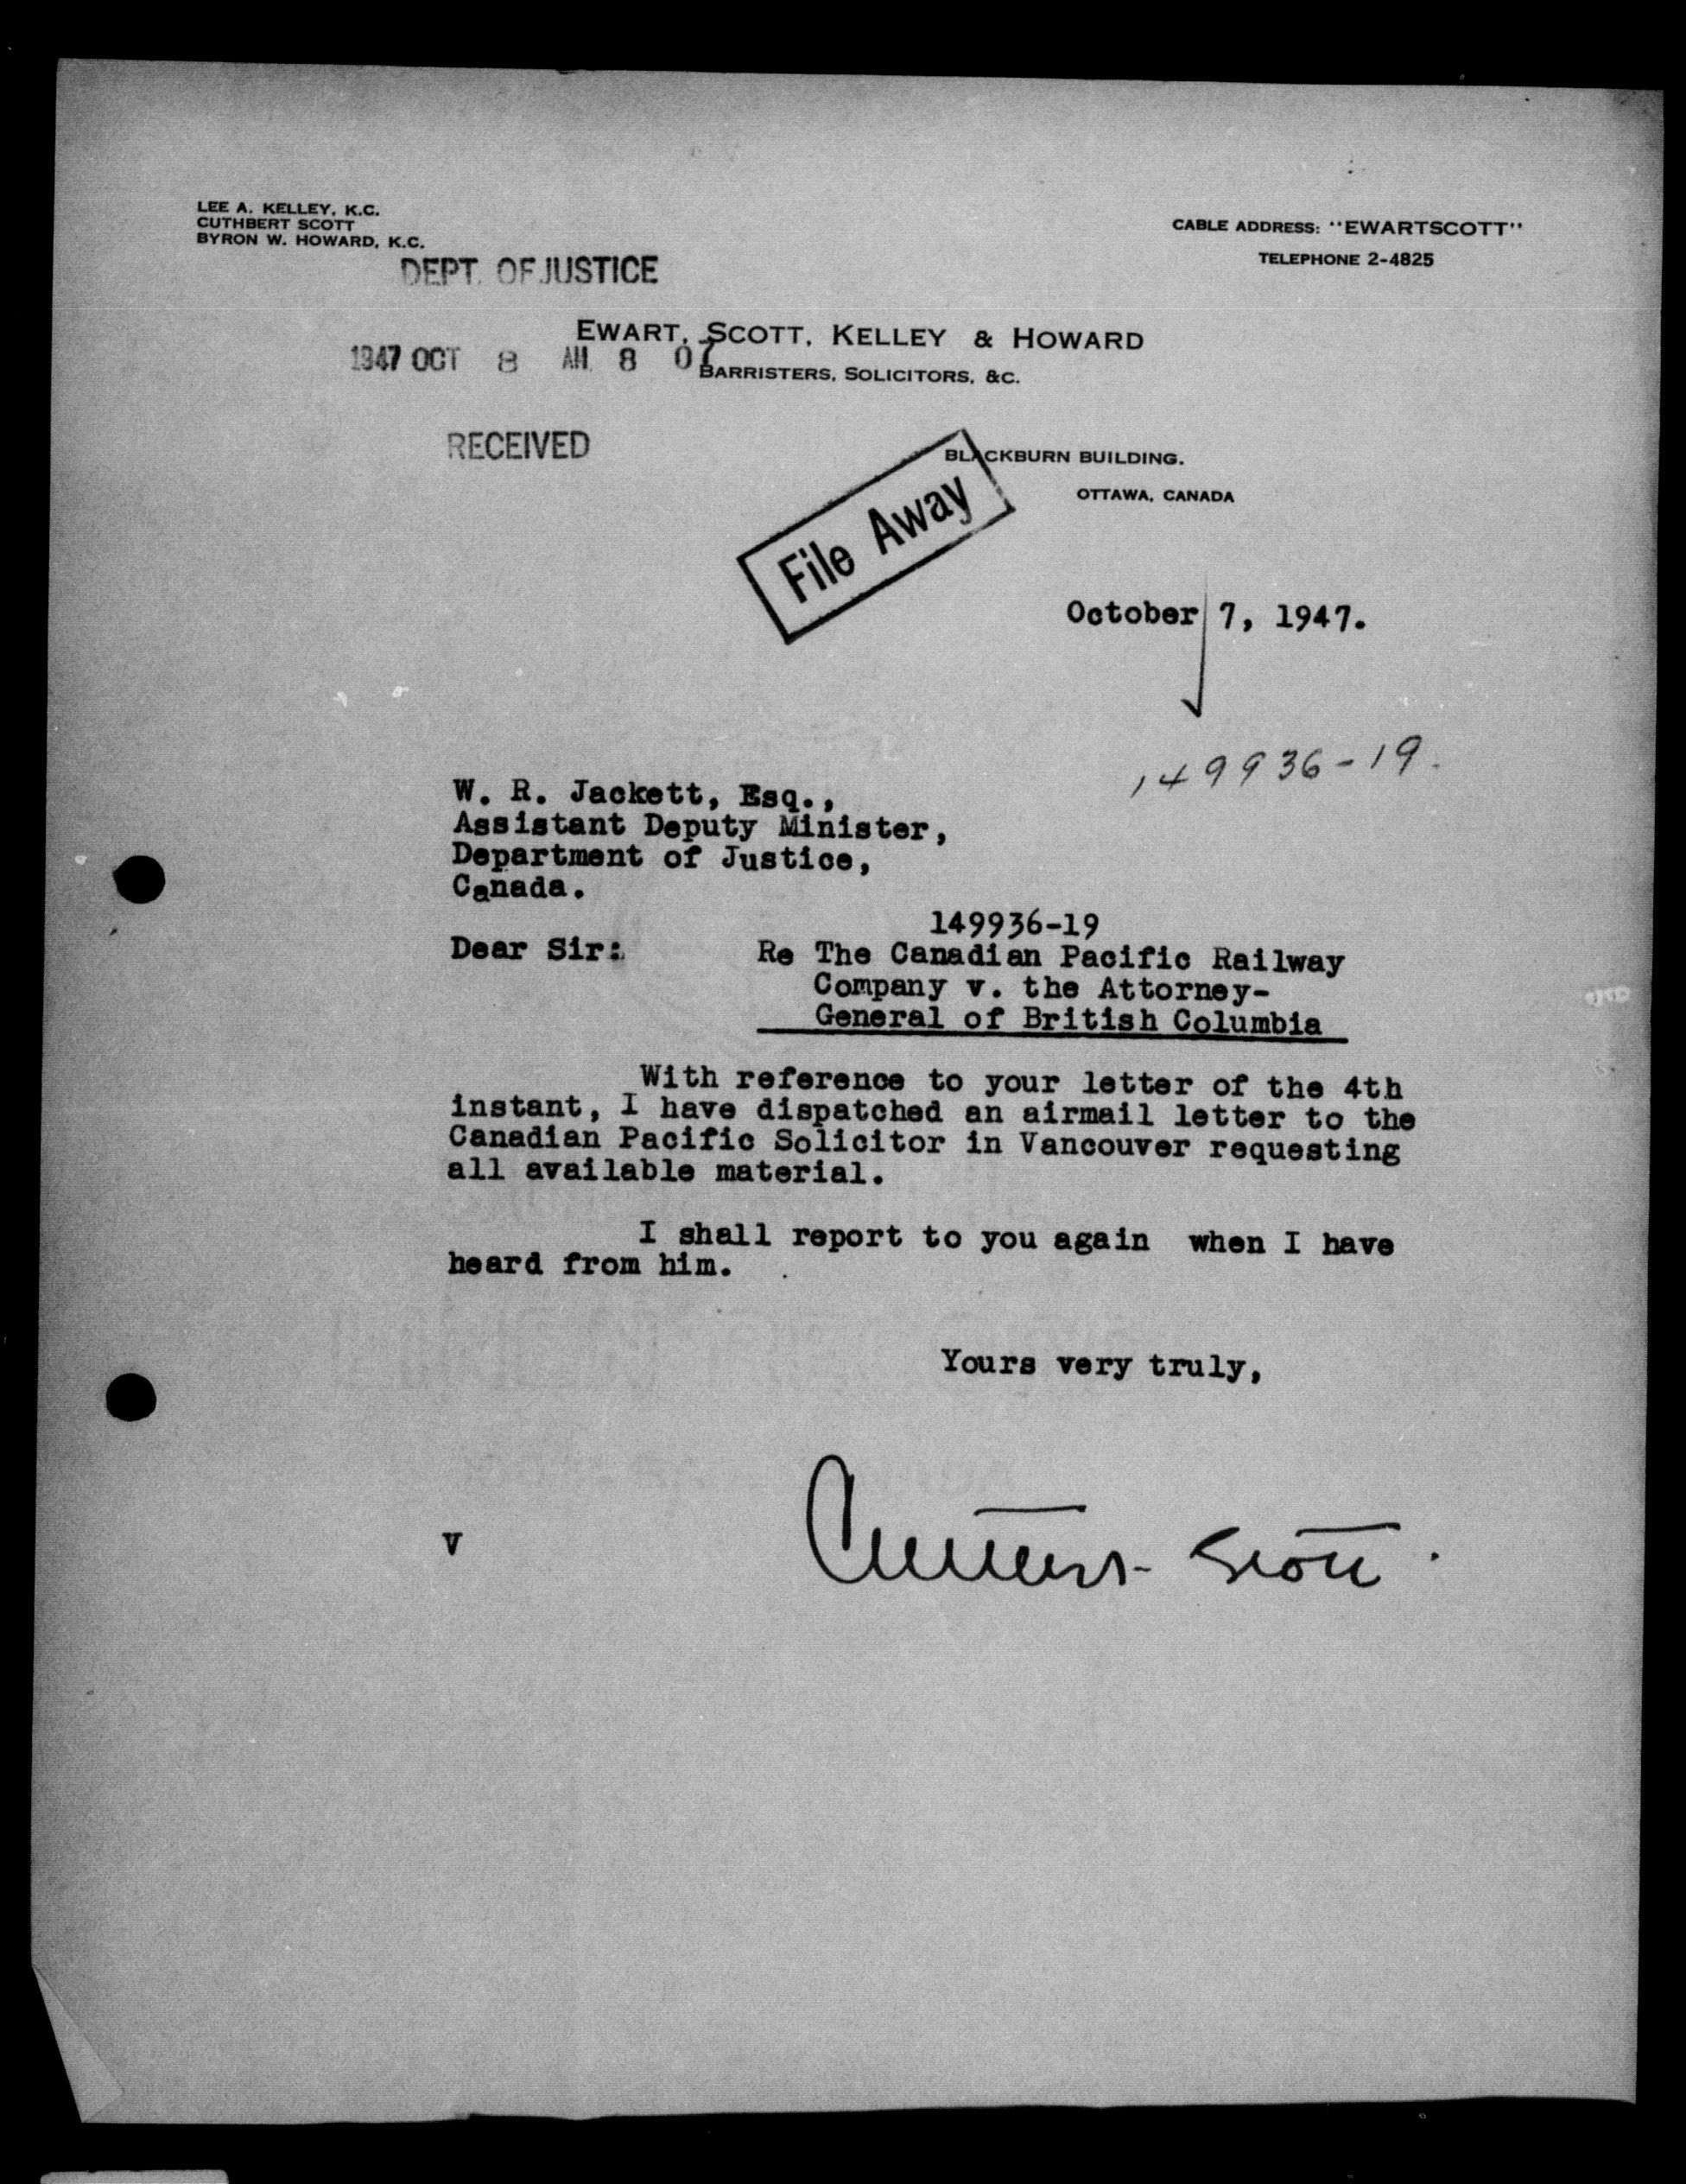 LEE A. KELLEY, K.C.
CUTHBERT SCOTT
BYRON W. HOWARD, K.C.
CABLE ADDRESS: "EWARTSCOTT"
TELEPHONE 2-4825
DEPT. OF JUSTICE
EWART, SCOTT, KELLEY & HOWARD
1947 OCT 8 AM 8 07
BARRISTERS, SOLICITORS, &C.
RECEIVED
BLACKBURN BUILDING.
OTTAWA, CANADA
File Away
October 7, 1947.
149936-19.
W. R. Jackett, Esq.,
Assistant Deputy Minister,
Department of Justice,
Canada.
149936-19
Dear Sir: Re The Canadian Pacific Railway
Company v. the Attorney-
General of British Columbia
With reference to your letter of the 4th
instant, I have dispatched an airmail letter to the
Canadian Pacific Solicitor in Vancouver requesting
all available material.
I shall report to you again when I have
heard from him.
Yours very truly,
Cuthbert Scott.
V